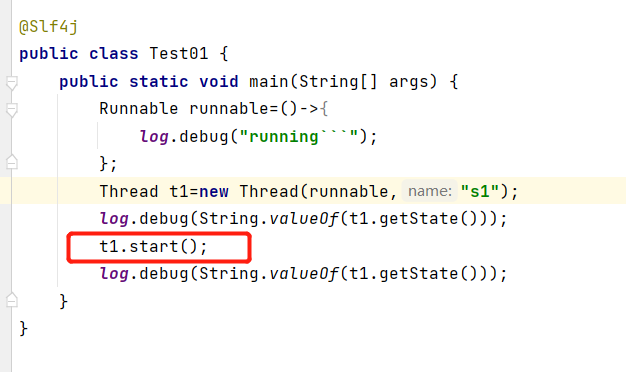 @Slf4j
public class Test01 {
public static void main(String[] args) {
Runnable runnable=()->{
log.debug("running```");
};
Thread t1=new Thread(runnable, name: "s1");
log.debug(String.valueOf(t1.getState()));
t1.start();
log.debug(String.valueOf(t1.getState()));
}
}